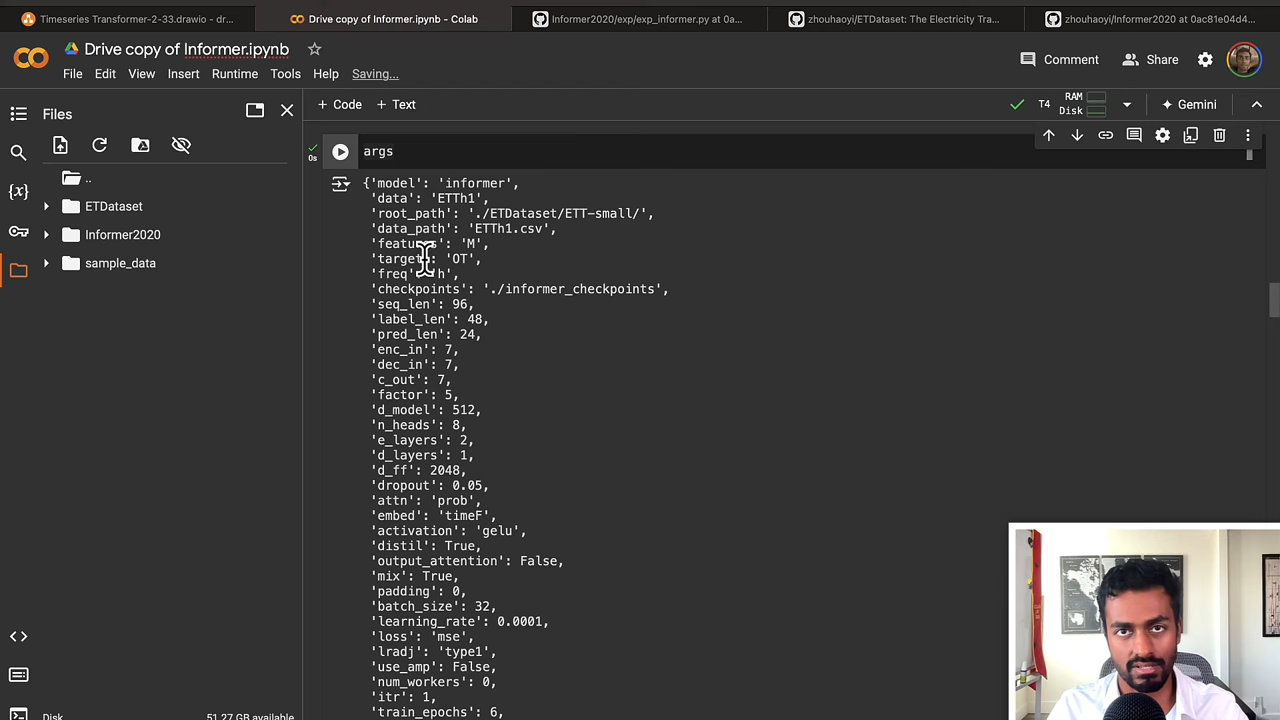 Timeseries Transformer-2-33.drawio - dr...
Drive copy of Informer.ipynb - Colab
Informer2020/exp/exp_informer.py at 0a...
zhouhaoyi/ETDataset: The Electricity Tra...
zhouhaoyi/Informer2020 at 0ac81e04d4...
Drive copy of Informer.ipynb
File Edit View Insert Runtime Tools Help Saving...
Comment
Share
Files
+ Code + Text
T4
RAM
Disk
Gemini
..
ETDataset
Informer2020
sample_data
{x}
<>
Disk
51.27 GB available
0s
args
{'model': 'informer',
'data': 'ETTh1',
'root_path': './ETDataset/ETT-small/',
'data_path': 'ETTh1.csv',
'features': 'M',
'target': 'OT',
'freq': 'h',
'checkpoints': './informer_checkpoints',
'seq_len': 96,
'label_len': 48,
'pred_len': 24,
'enc_in': 7,
'dec_in': 7,
'c_out': 7,
'factor': 5,
'd_model': 512,
'n_heads': 8,
'e_layers': 2,
'd_layers': 1,
'd_ff': 2048,
'dropout': 0.05,
'attn': 'prob',
'embed': 'timeF',
'activation': 'gelu',
'distil': True,
'output_attention': False,
'mix': True,
'padding': 0,
'batch_size': 32,
'learning_rate': 0.0001,
'loss': 'mse',
'lradj': 'type1',
'use_amp': False,
'num_workers': 0,
'itr': 1,
'train_epochs': 6,